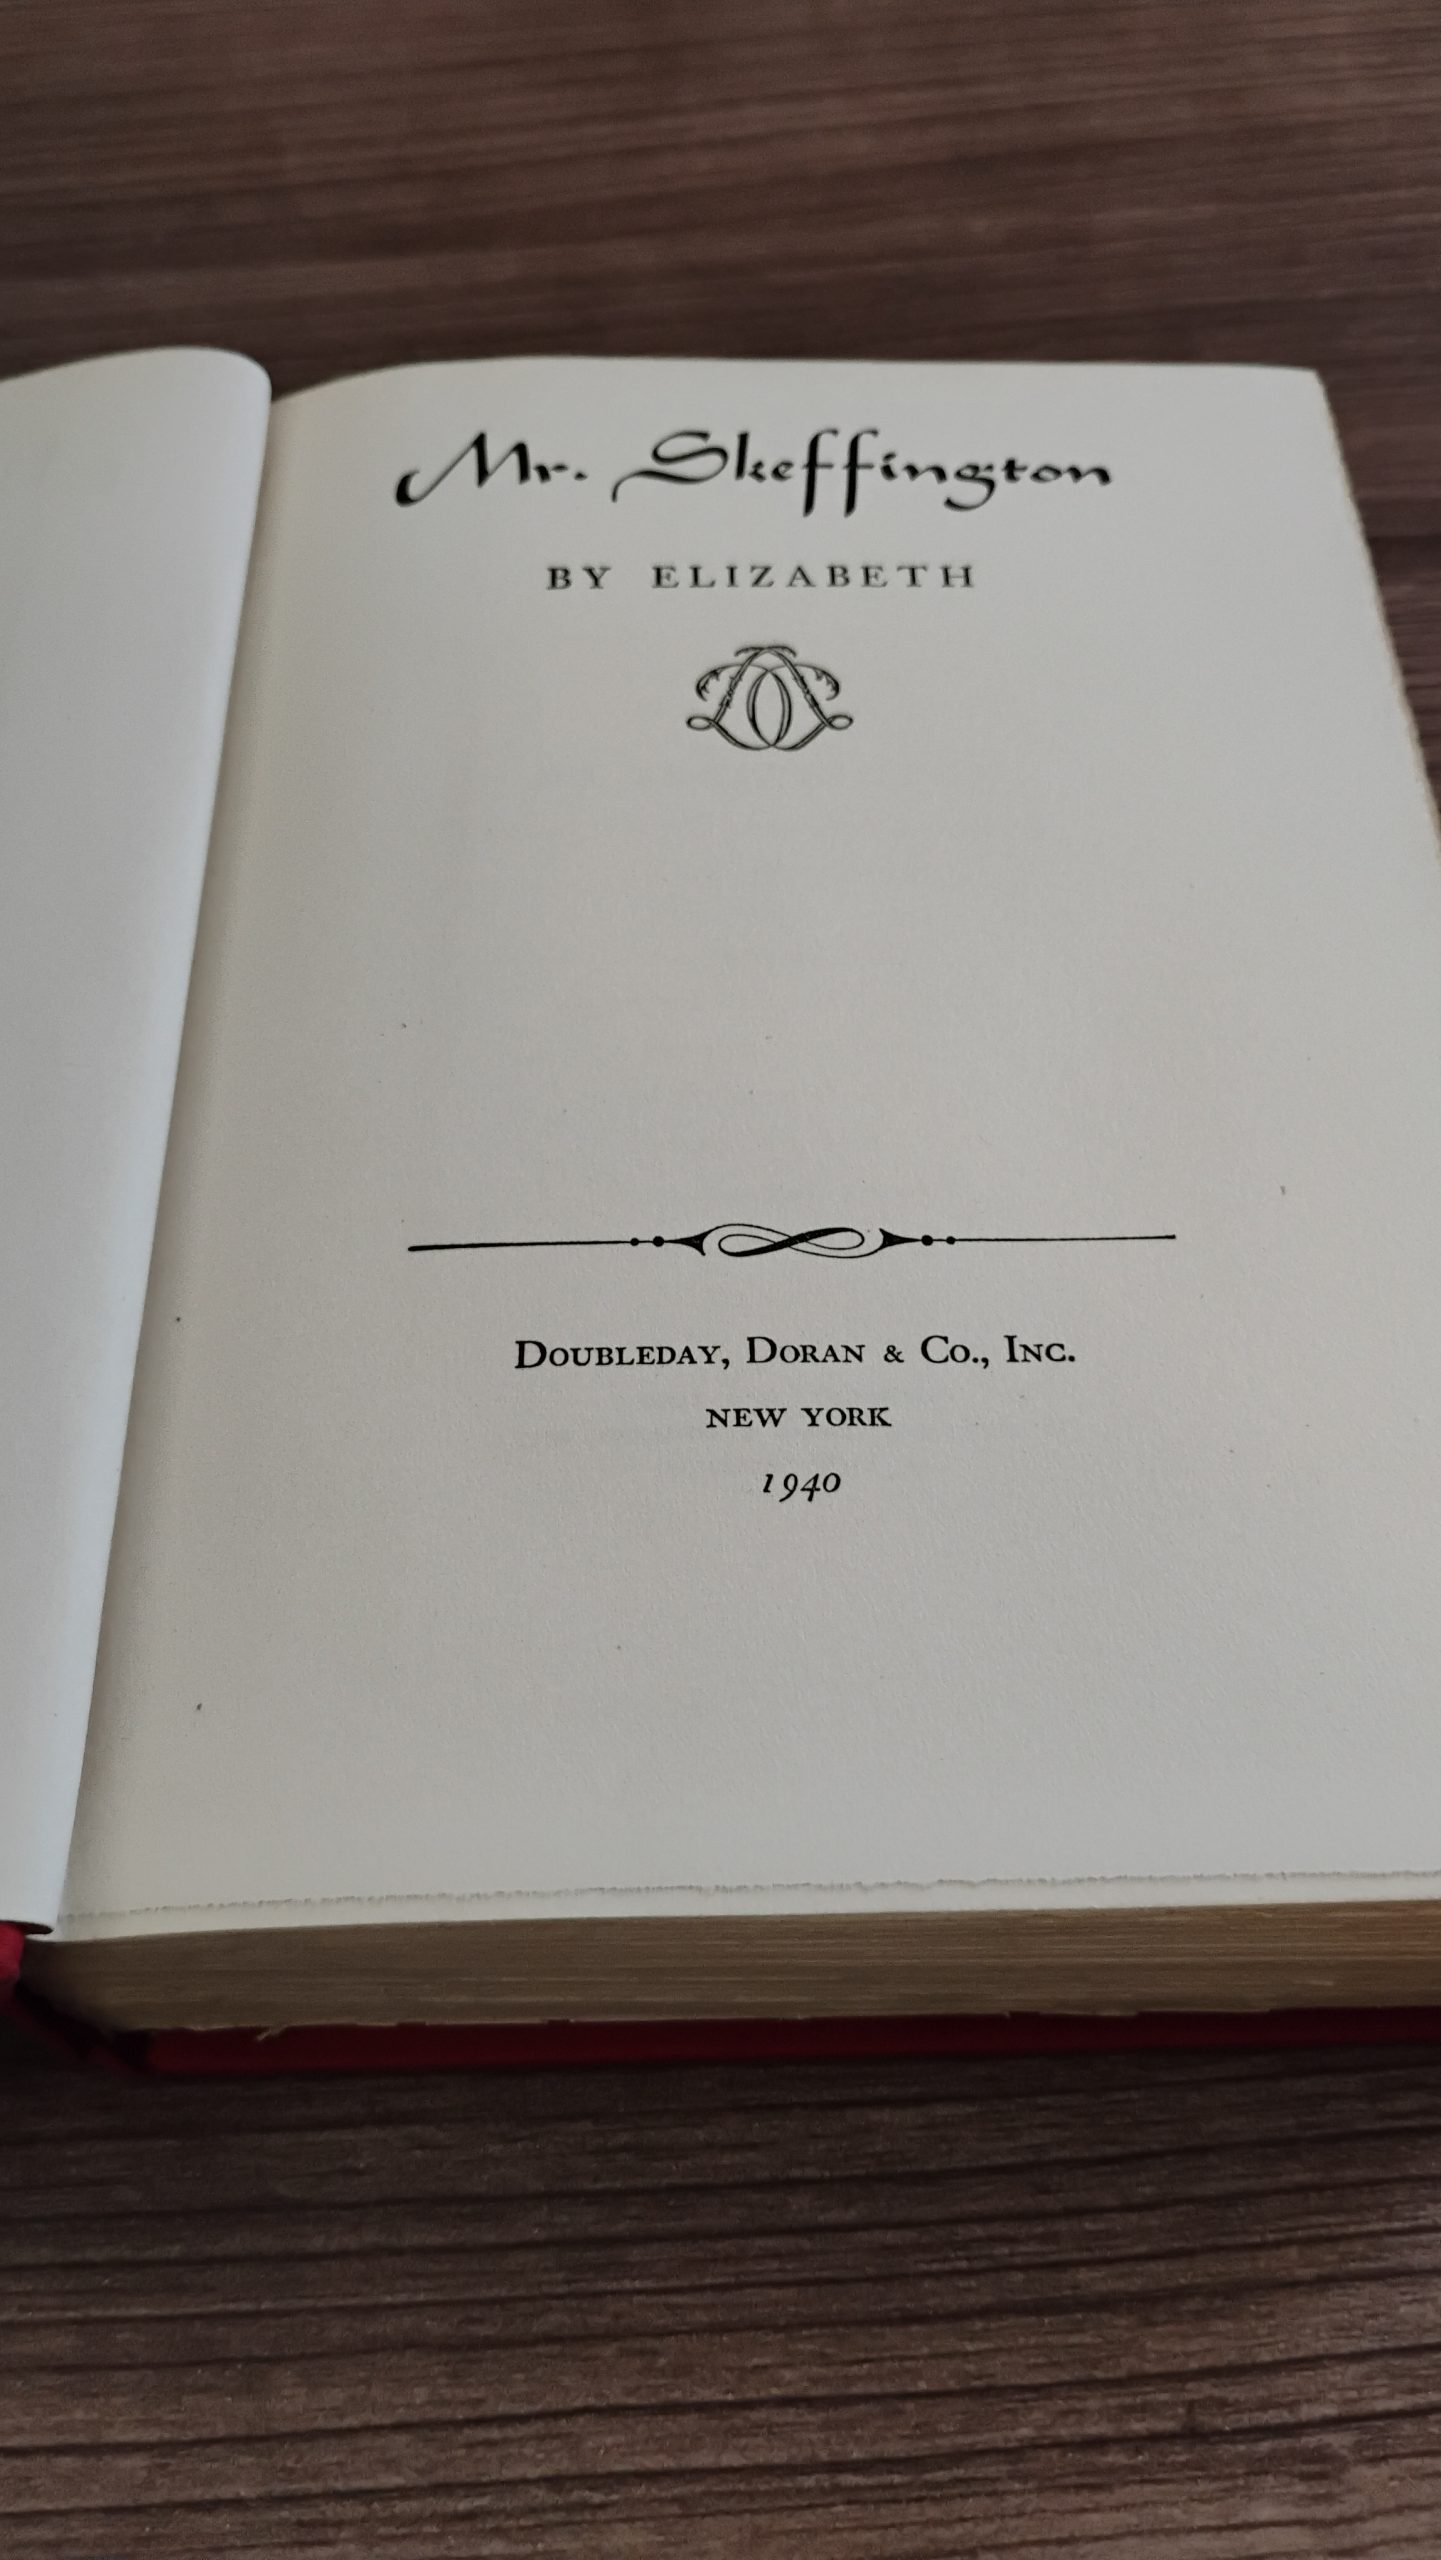 Mr. Skeffington
BY ELIZABETH
DOUBLEDAY, DORAN & CO., INC.
NEW YORK
1940